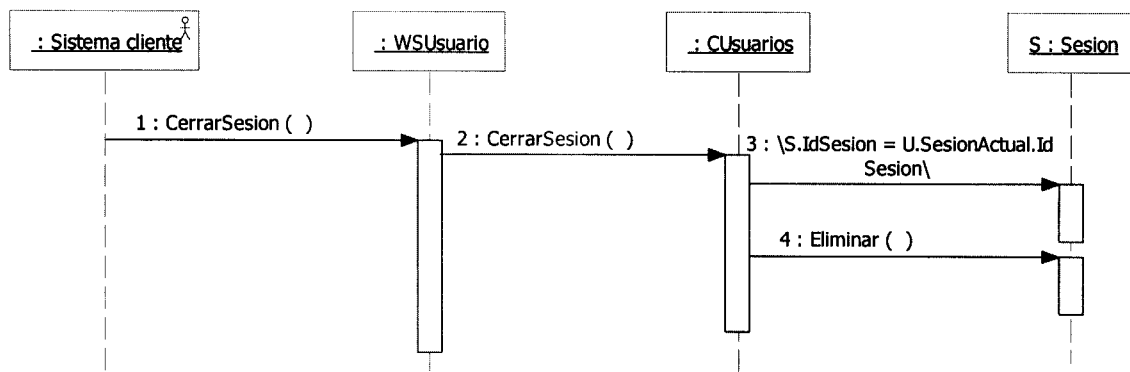 : Sistema cliente
: WSUsuario
: CUsuarios
S : Sesion
1 : CerrarSesion ( )
2 : CerrarSesion ( )
3 : \S.IdSesion = U.SesionActual.Id
Sesion\
4 : Eliminar ( )